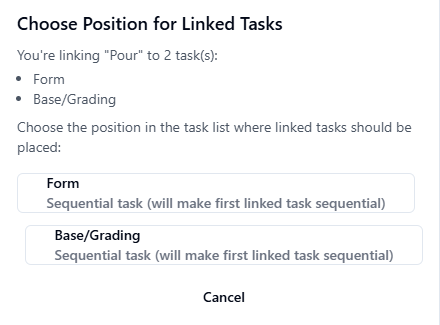 Choose Position for Linked Tasks
You're linking "Pour" to 2 task(s):
• Form
• Base/Grading
Choose the position in the task list where linked tasks should be
placed:
Form
Sequential task (will make first linked task sequential)
Base/Grading
Sequential task (will make first linked task sequential)
Cancel